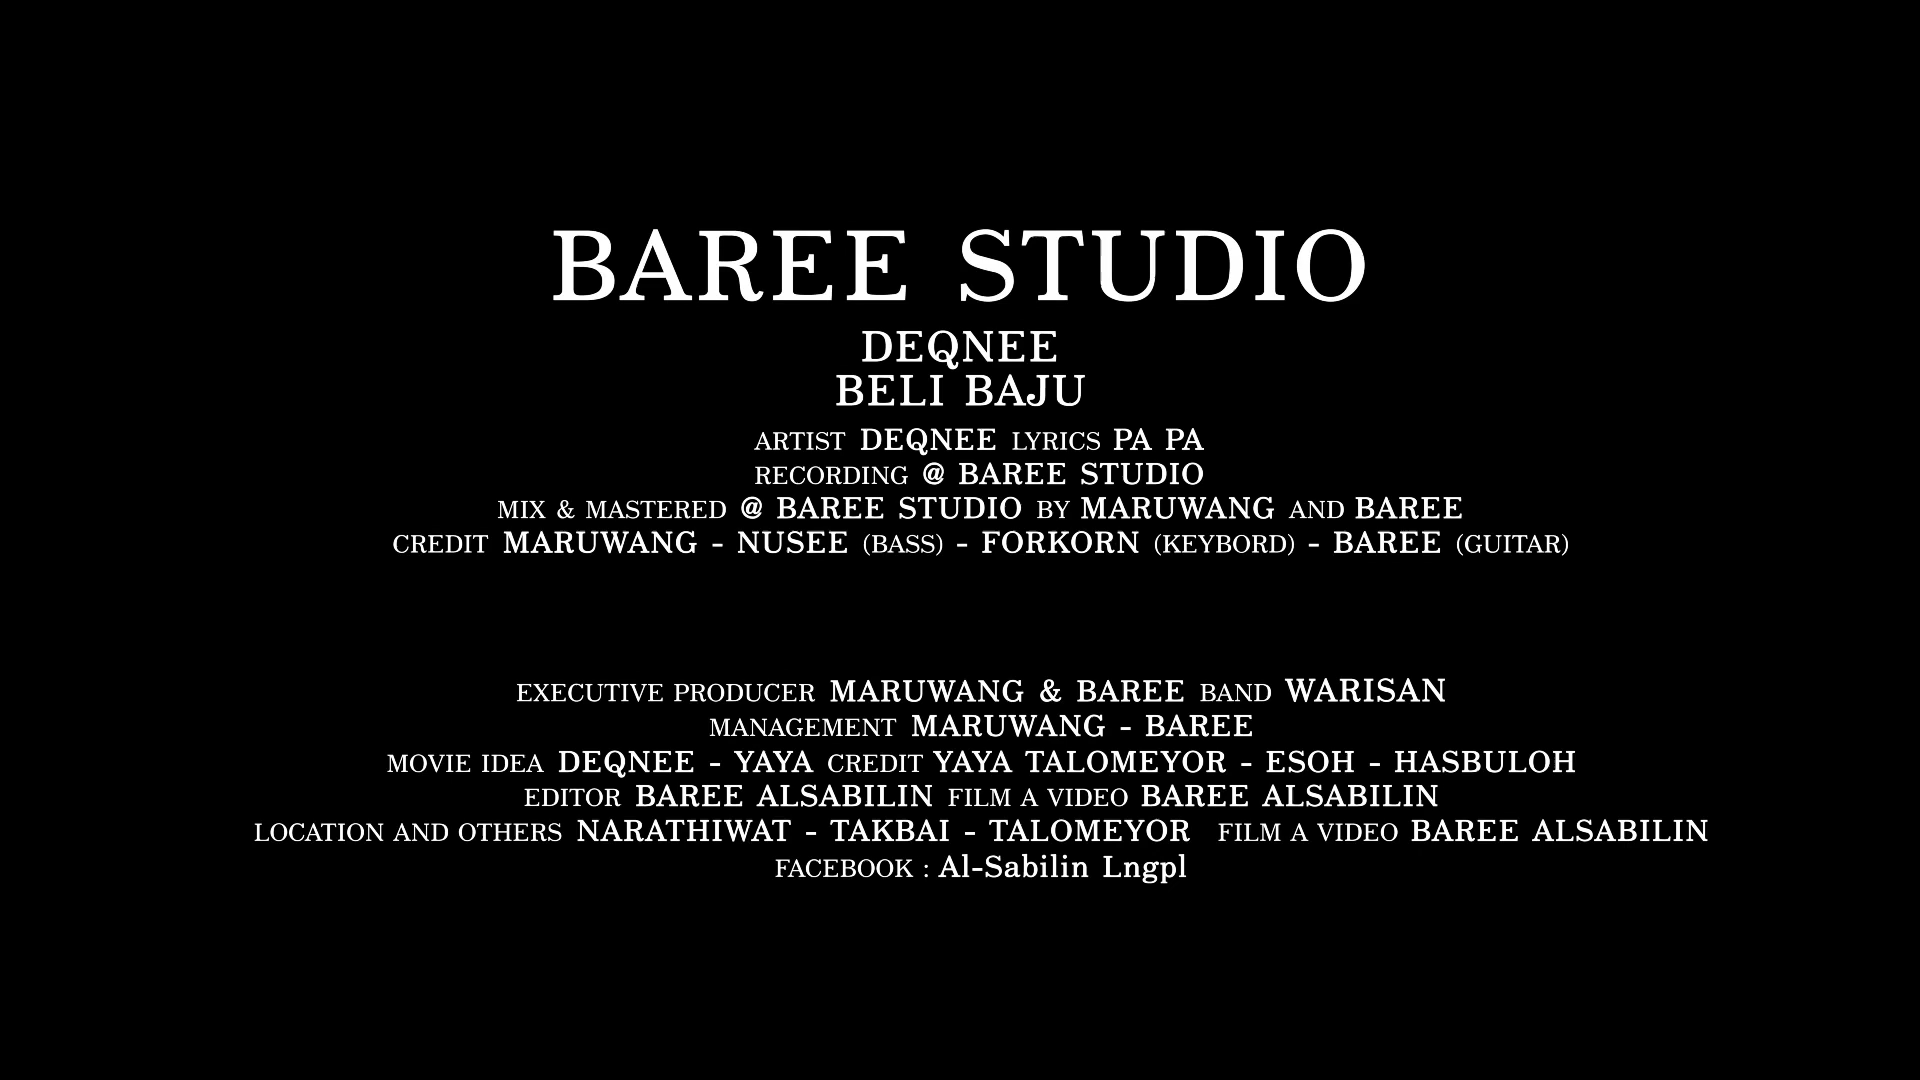 BAREE STUDIO
DEQNEE
BELI BAJU
ARTIST DEQNEE LYRICS PA PA
RECORDING @ BAREE STUDIO
MIX & MASTERED @ BAREE STUDIO BY MARUWANG AND BAREE
CREDIT MARUWANG - NUSEE (BASS) - FORKORN (KEYBORD) - BAREE (GUITAR)
EXECUTIVE PRODUCER MARUWANG & BAREE BAND WARISAN
MANAGEMENT MARUWANG - BAREE
MOVIE IDEA DEQNEE - YAYA CREDIT YAYA TALOMEYOR - ESOH - HASBULOH
EDITOR BAREE ALSABILIN FILM A VIDEO BAREE ALSABILIN
LOCATION AND OTHERS NARATHIWAT - TAKBAI - TALOMEYOR FILM A VIDEO BAREE ALSABILIN
FACEBOOK : Al-Sabilin Lngpl